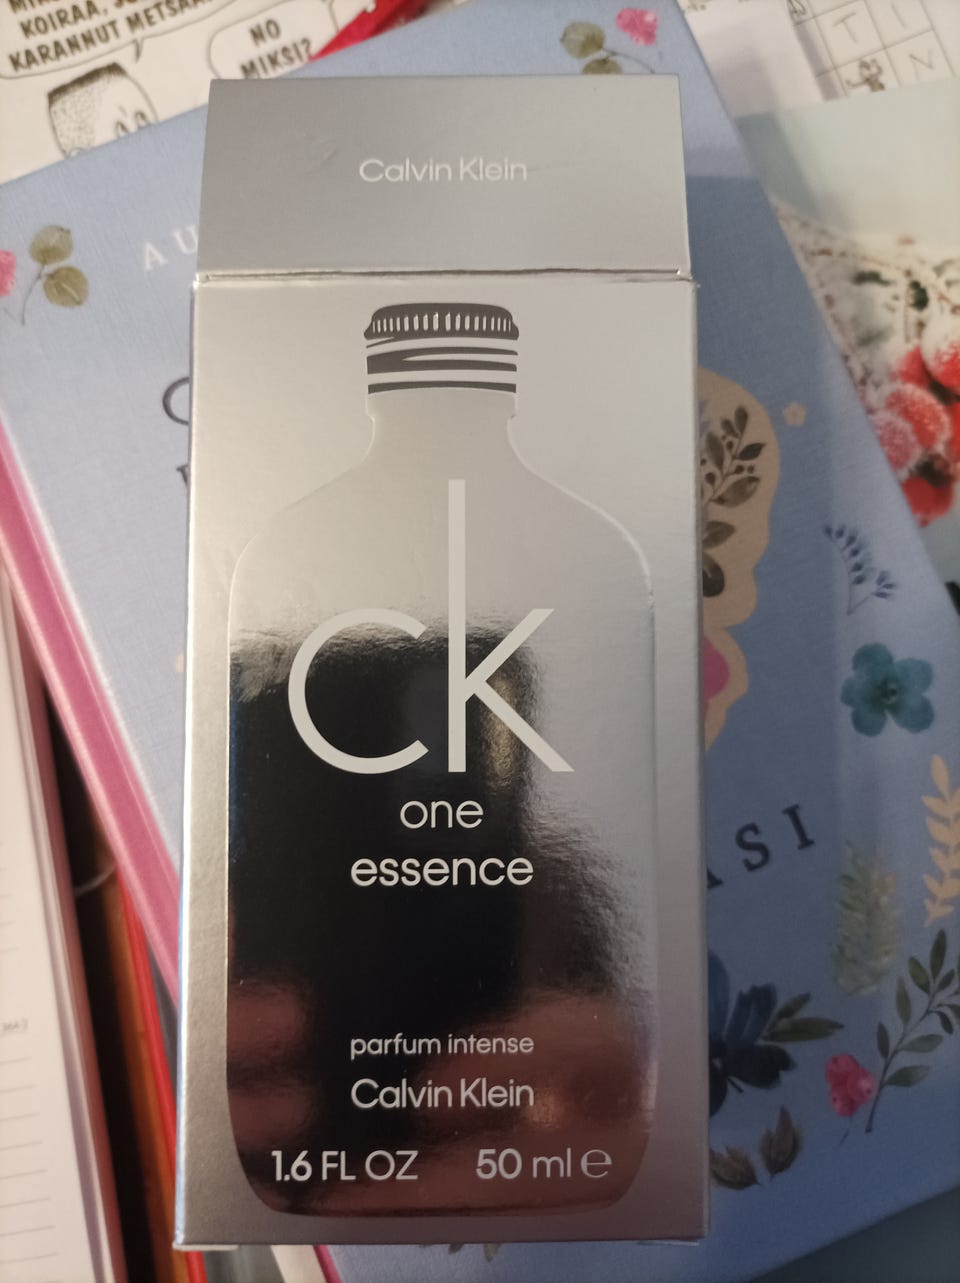 KOIRAA,
KARANNUT
NO
MIKSI?
T I
N
Calvin Klein
A U
ck
one
essence
S I
parfum intense
Calvin Klein
1.6 FL OZ 50 ml e